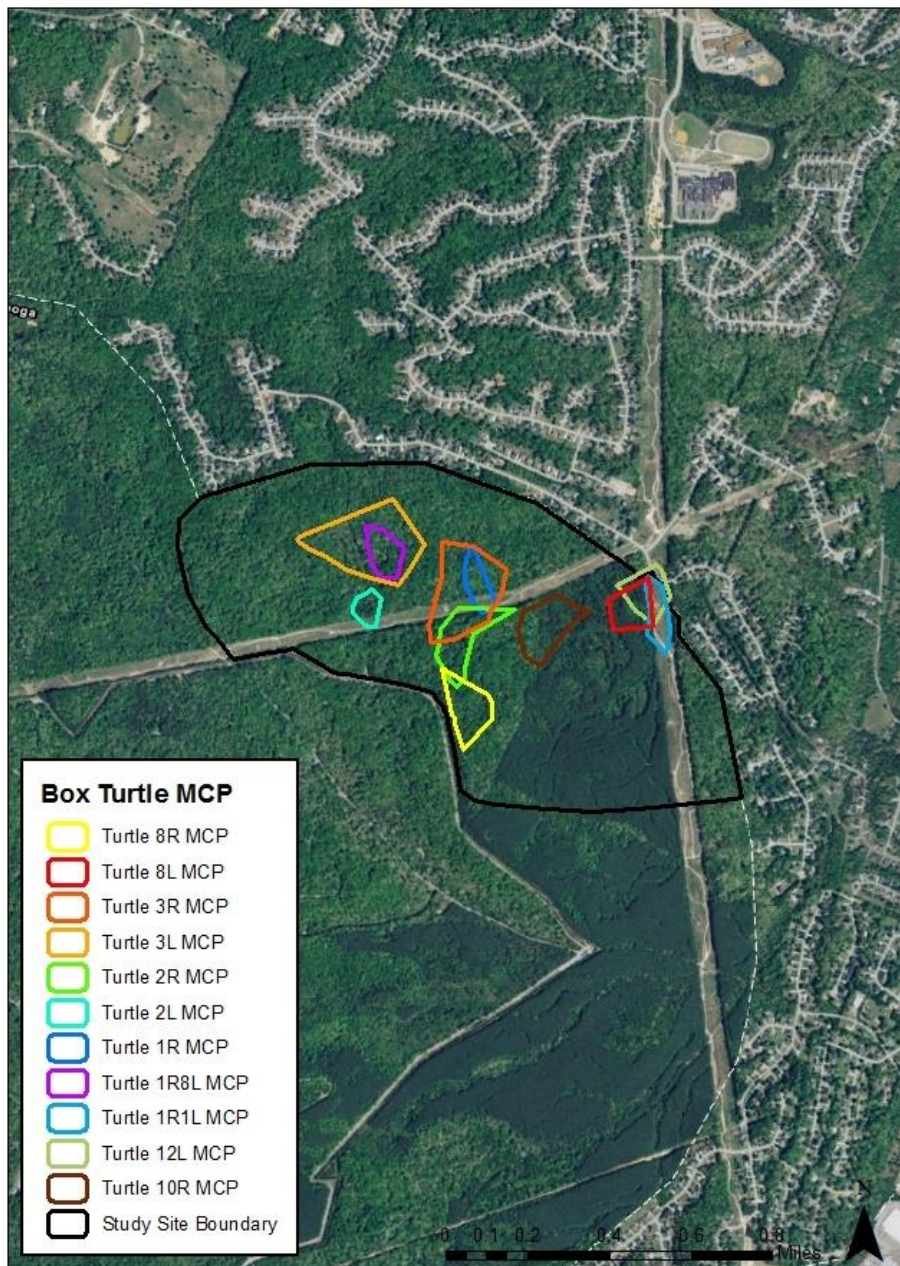 oga
Box Turtle MCP
Turtle 8R MCP
Turtle 8L MCP
Turtle 3R MCP
Turtle 3L MCP
Turtle 2R MCP
Turtle 2L MCP
Turtle 1R MCP
Turtle 1R8L MCP
Turtle 1R1L MCP
Turtle 12L MCP
Turtle 10R MCP
Study Site Boundary
N
0 0.1 0.2 0.4 0.6 0.8
Miles